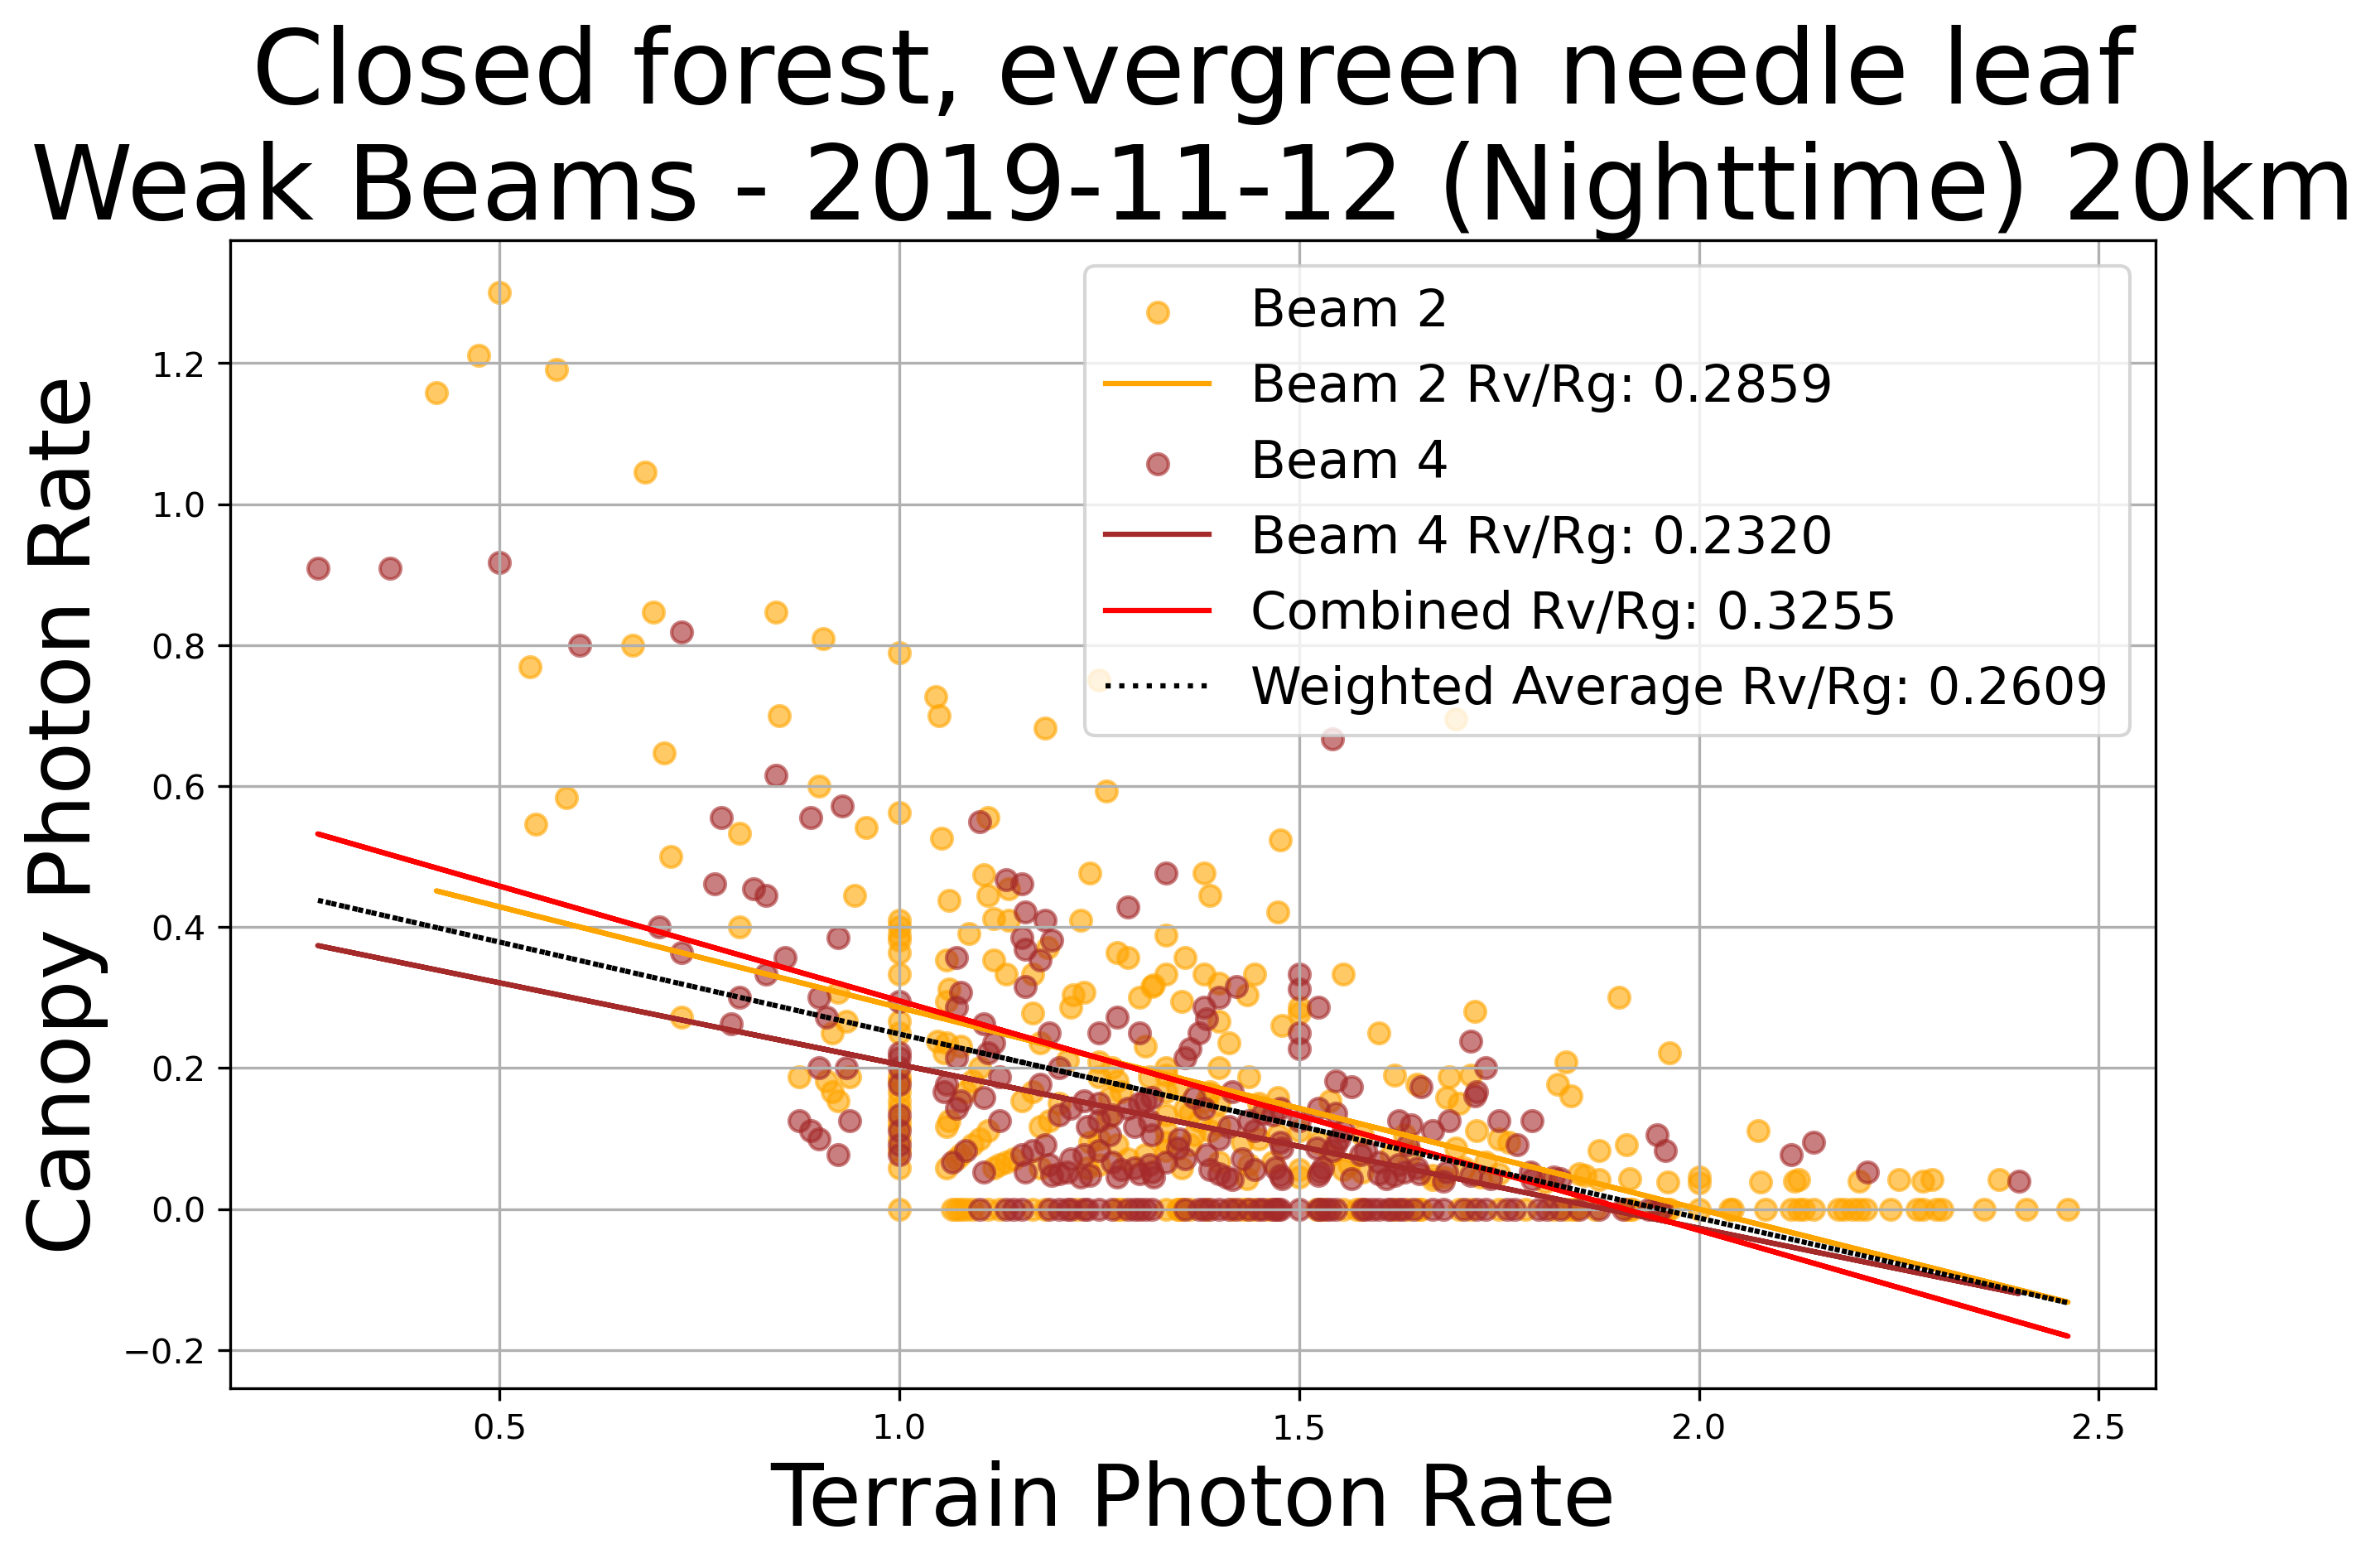 Closed forest, evergreen needle leaf
Weak Beams - 2019-11-12 (Nighttime) 20km
Beam 2
Beam 2 Rv/Rg: 0.2859
Beam 4
Beam 4 Rv/Rg: 0.2320
Combined Rv/Rg: 0.3255
Weighted Average Rv/Rg: 0.2609
Canopy Photon Rate
1.2
1.0
0.8
0.6
0.4
0.2
0.0
−0.2
0.5
1.0
1.5
2.0
2.5
Terrain Photon Rate